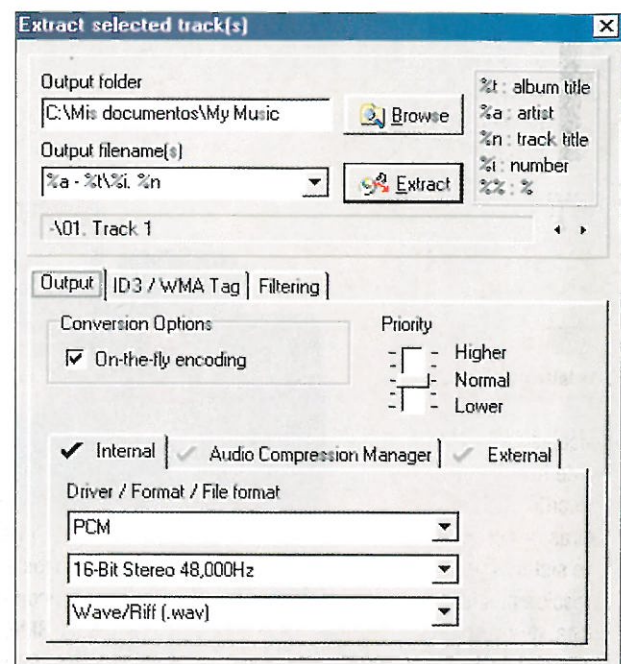 Extract selected track(s)
Output folder
C:\Mis documentos\My Music
Browse
Output filename(s)
%a - %t\%i. %n
Extract
%t : album title
%a : artist
%n : track title
%i : number
%% : %
-\01. Track 1
Output
ID3 / WMA Tag
Filtering
Conversion Options
On-the-fly encoding
Priority
Higher
Normal
Lower
Internal
Audio Compression Manager
External
Driver / Format / File format
PCM
16-Bit Stereo 48,000Hz
Wave/Riff (.wav)